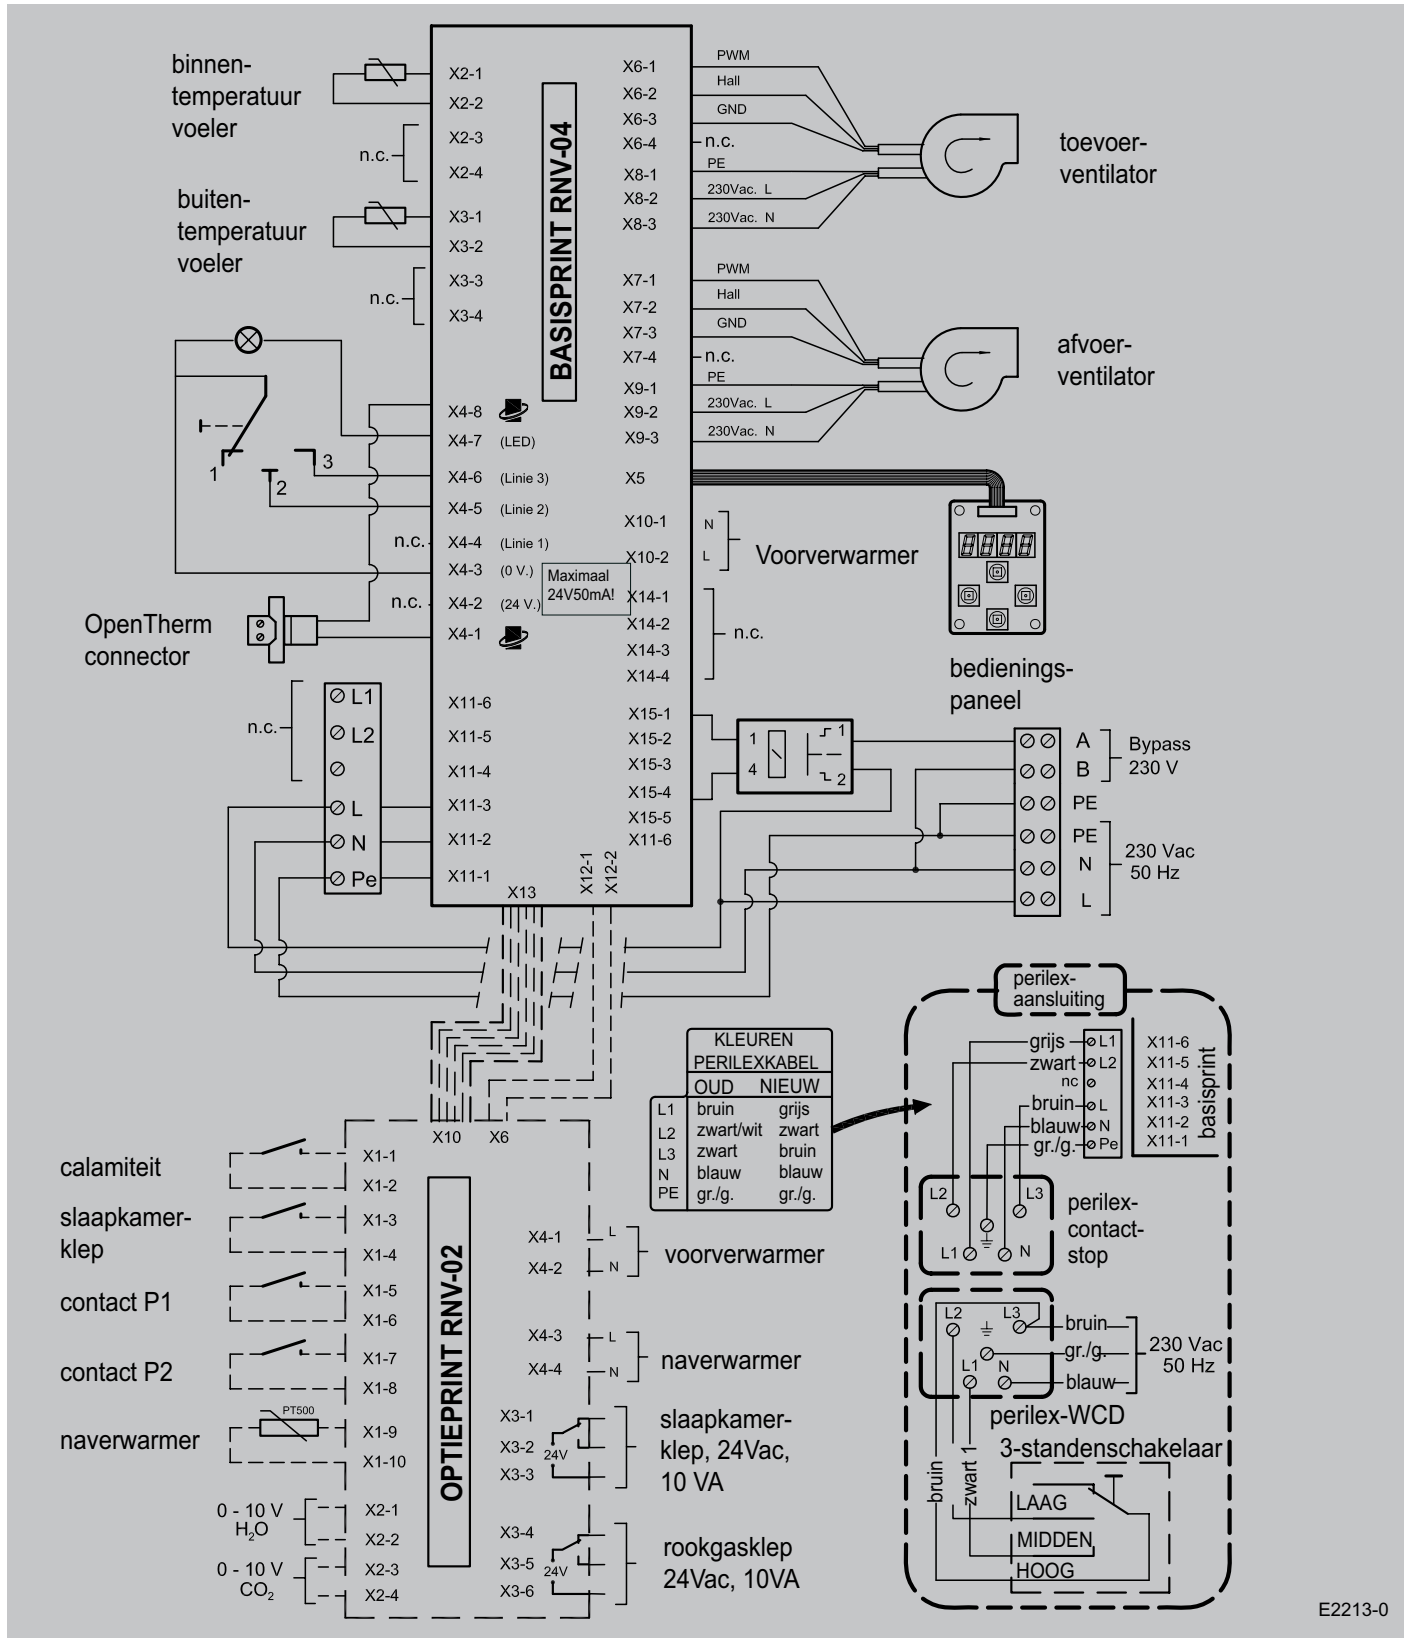 binnen-
temperatuur
voeler
X2-1
X2-2
n.c.
X2-3
X2-4
buiten-
temperatuur
voeler
X3-1
X3-2
n.c.
X3-3
X3-4
BASISPRINT RNV-04
X4-8
X4-7 (LED)
X4-6 (Linie 3)
X4-5 (Linie 2)
n.c. X4-4 (Linie 1)
X4-3 (0 V.)
n.c. X4-2 (24 V.)
X4-1
Maximaal
24V50mA!
1
2
3
OpenTherm
connector
n.c.
L1
L2
L
N
Pe
X11-6
X11-5
X11-4
X11-3
X11-2
X11-1
X13
X12-1
X12-2
X6-1 PWM
X6-2 Hall
X6-3 GND
X6-4 n.c.
X8-1 PE
X8-2 230Vac. L
X8-3 230Vac. N
toevoer-
ventilator
X7-1 PWM
X7-2 Hall
X7-3 GND
X7-4 n.c.
X9-1 PE
X9-2 230Vac. L
X9-3 230Vac. N
afvoer-
ventilator
X5
8888
bedienings-
paneel
X10-1 N
X10-2 L
Voorverwarmer
X14-1
X14-2
X14-3
X14-4
n.c.
X15-1
X15-2
X15-3
X15-4
X15-5
X11-6
1
4
1
2
A
B
PE
PE
N
L
Bypass
230 V
230 Vac
50 Hz
X10 X6
calamiteit
X1-1
X1-2
slaapkamer-
klep
X1-3
X1-4
contact P1
X1-5
X1-6
contact P2
X1-7
X1-8
naverwarmer
PT500
X1-9
X1-10
0 - 10 V
H2O
X2-1
X2-2
0 - 10 V
CO2
X2-3
X2-4
OPTIEPRINT RNV-02
X4-1 L
X4-2 N
voorverwarmer
X4-3 L
X4-4 N
naverwarmer
X3-1
X3-2
X3-3
24V
slaapkamer-
klep, 24Vac,
10 VA
X3-4
X3-5
X3-6
24V
rookgasklep
24Vac, 10VA
KLEUREN
PERILEXKABEL
OUD NIEUW
L1 bruin grijs
L2 zwart/wit zwart
L3 zwart bruin
N blauw blauw
PE gr./g. gr./g.
perilex-
aansluiting
grijs L1 X11-6
zwart L2 X11-5
nc X11-4
bruin L X11-3
blauw N X11-2
gr./g. Pe X11-1
basisprint
L2 L3
L1 N
perilex-
contact-
stop
L2 L3
L1 N
bruin
gr./g.
blauw
230 Vac
50 Hz
perilex-WCD
3-standenschakelaar
bruin
zwart 1
LAAG
MIDDEN
HOOG
E2213-0